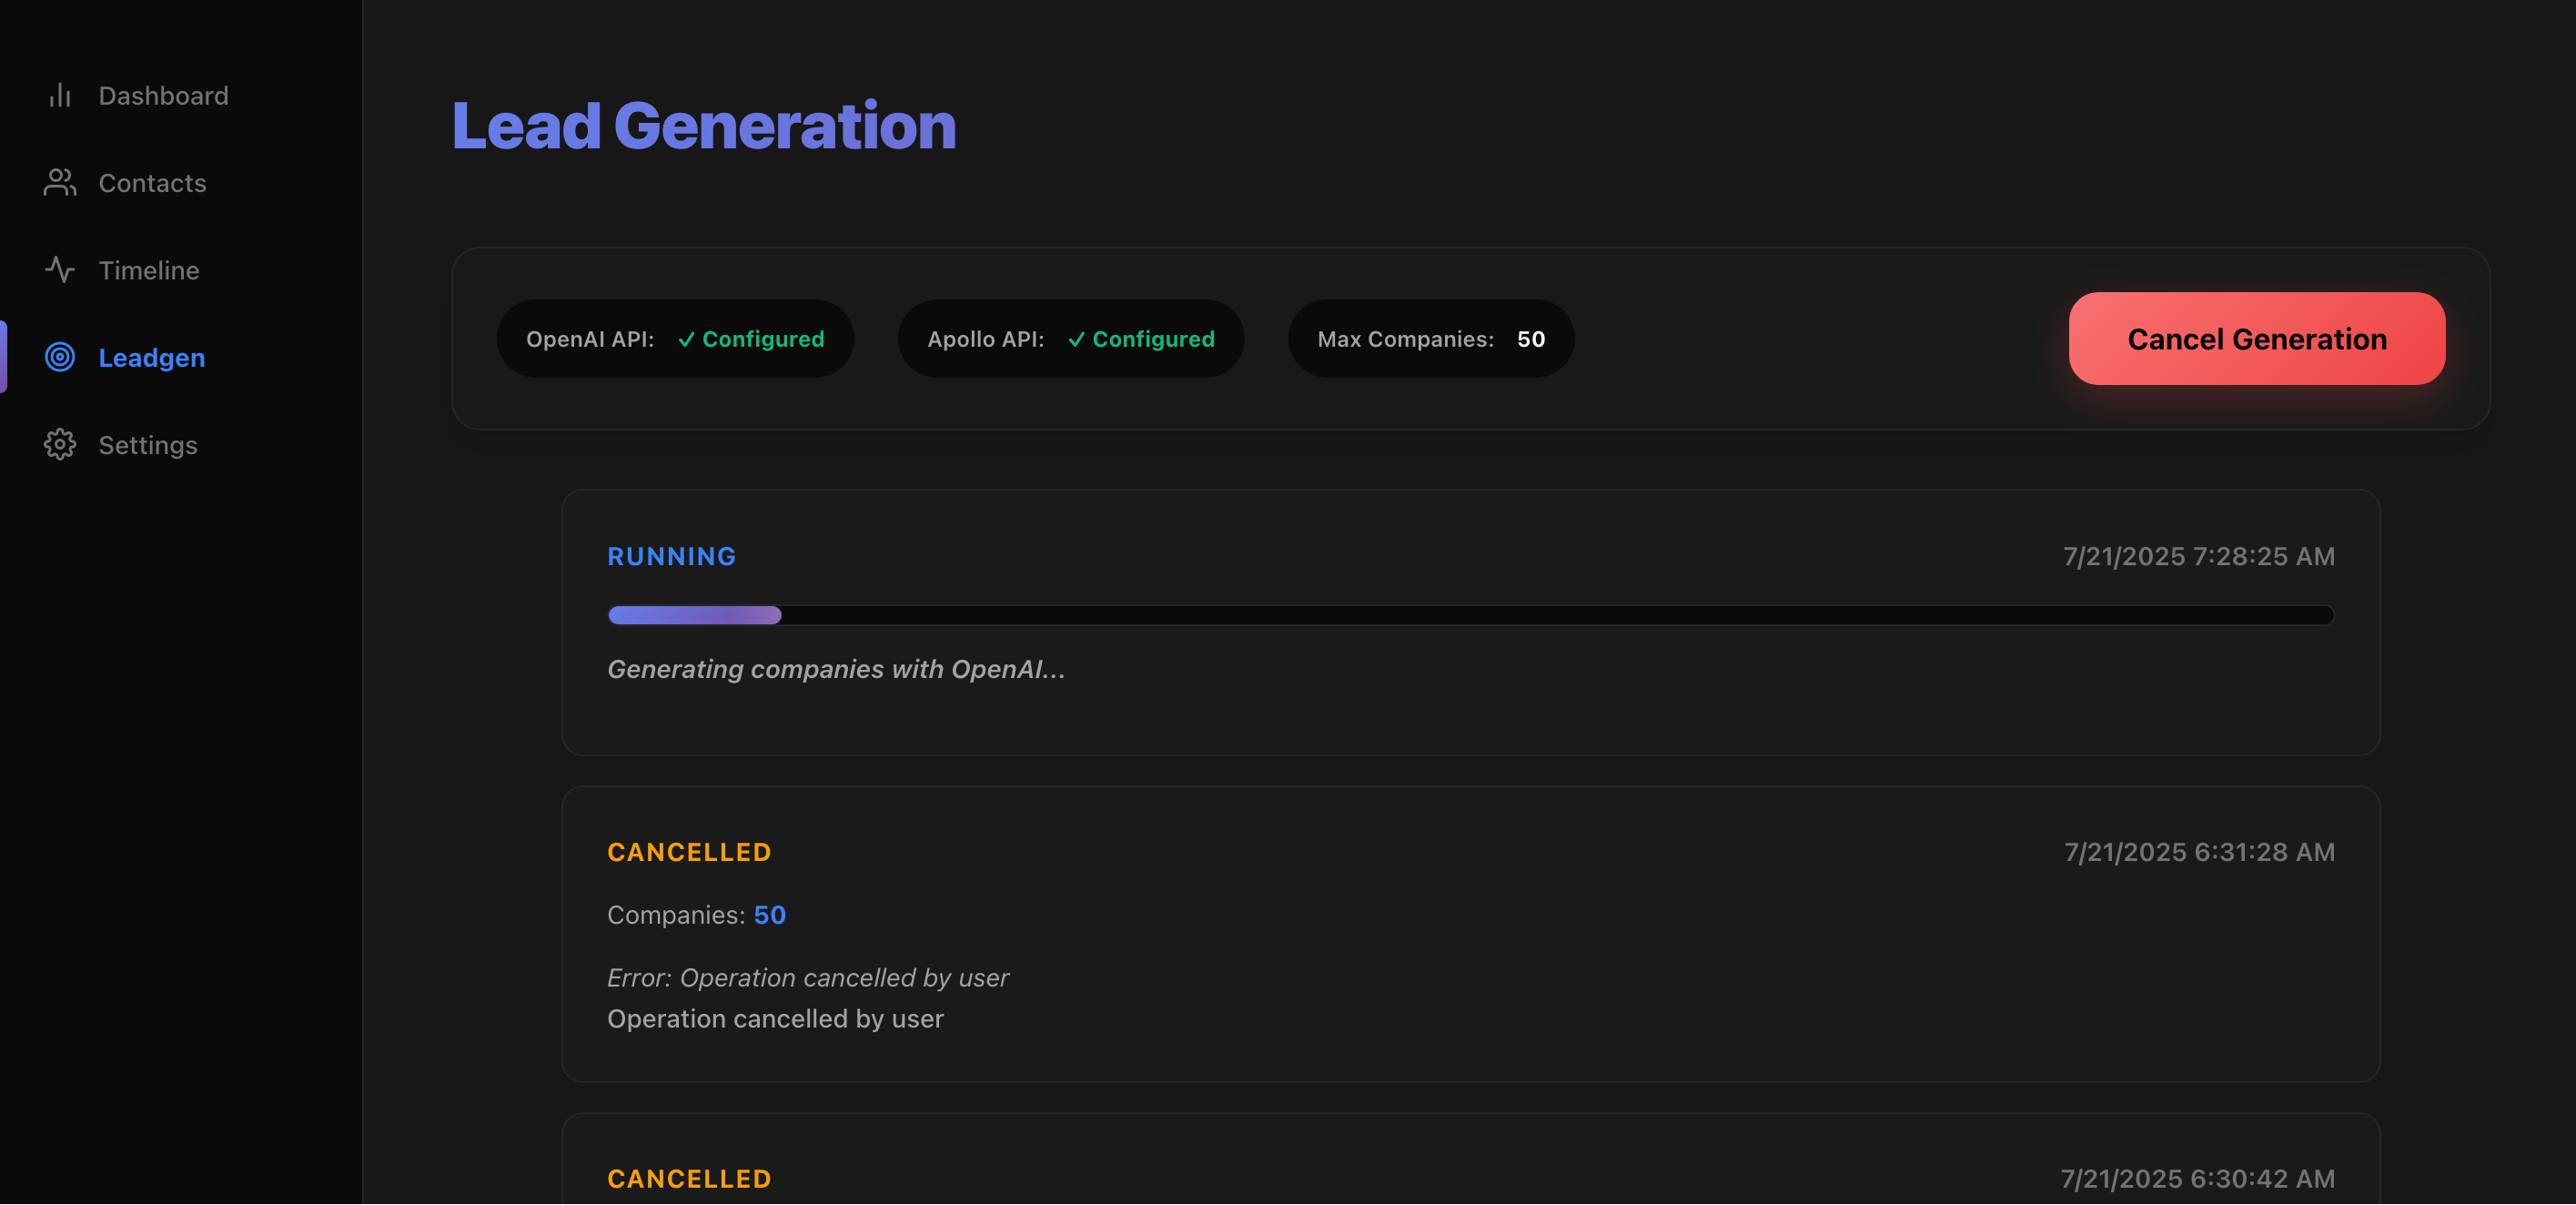 Dashboard
Contacts
Timeline
Leadgen
Settings
Lead Generation
OpenAI API: ✓ Configured
Apollo API: ✓ Configured
Max Companies: 50
Cancel Generation
RUNNING 7/21/2025 7:28:25 AM
Generating companies with OpenAI...
CANCELLED 7/21/2025 6:31:28 AM
Companies: 50
Error: Operation cancelled by user
Operation cancelled by user
CANCELLED 7/21/2025 6:30:42 AM